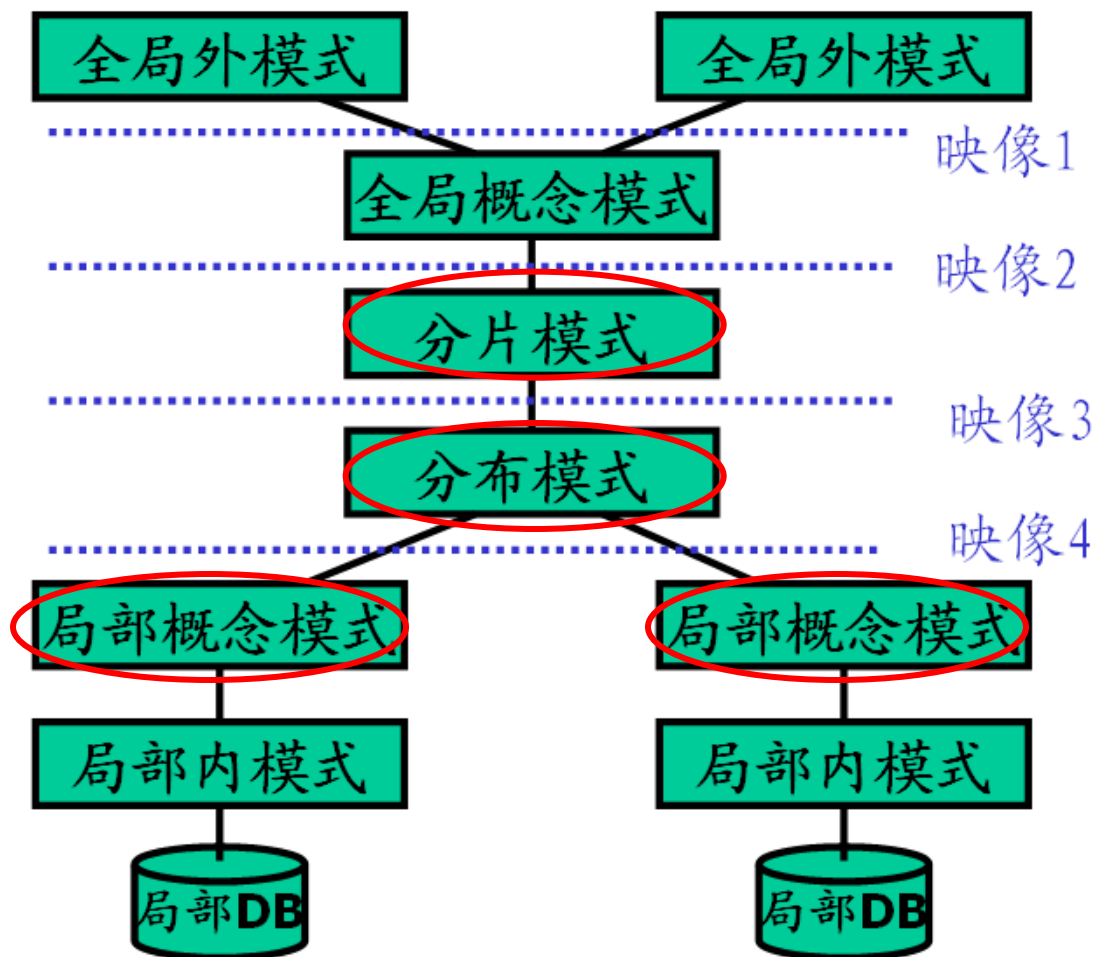 全局外模式 全局外模式
映像1
全局概念模式
映像2
分片模式
映像3
分布模式
映像4
局部概念模式 局部概念模式
局部内模式 局部内模式
局部DB 局部DB